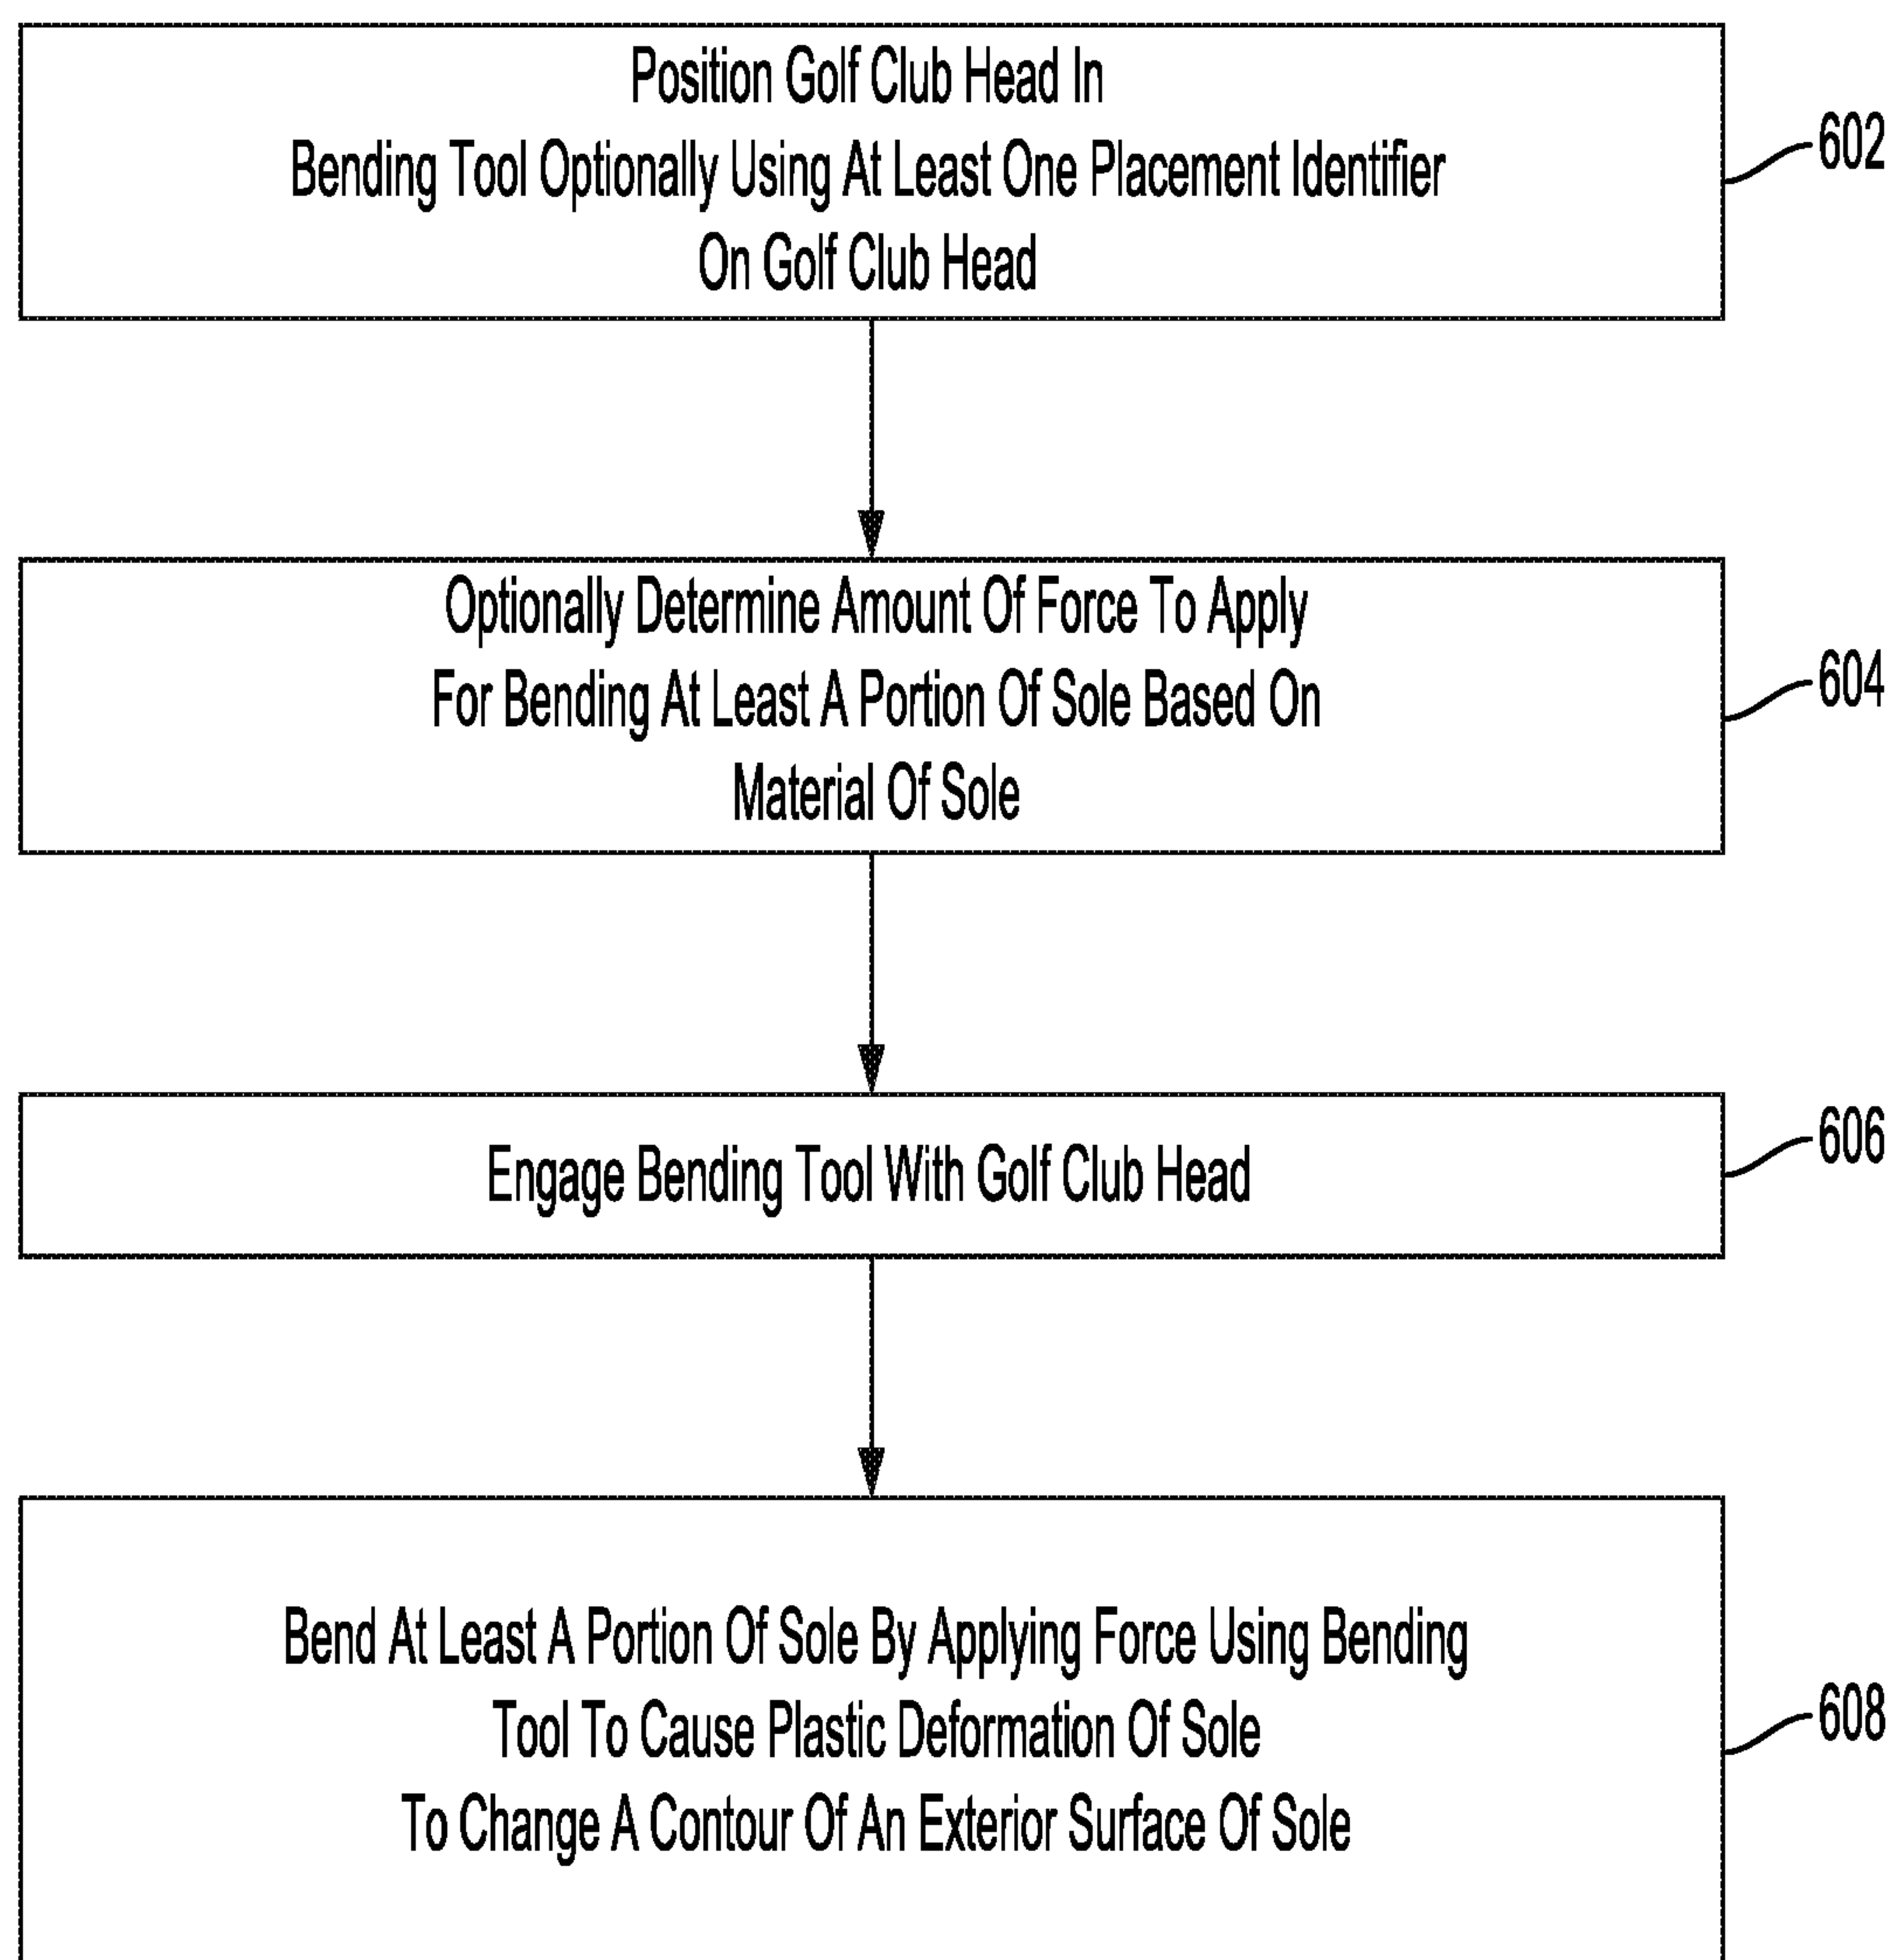 Position Golf Club Head In
Bending Tool Optionally Using At Least One Placement Identifier
On Golf Club Head
602
Optionally Determine Amount Of Force To Apply
For Bending At Least A Portion Of Sole Based On
Material Of Sole
604
Engage Bending Tool With Golf Club Head
606
Bend At Least A Portion Of Sole By Applying Force Using Bending
Tool To Cause Plastic Deformation Of Sole
To Change A Contour Of An Exterior Surface Of Sole
608